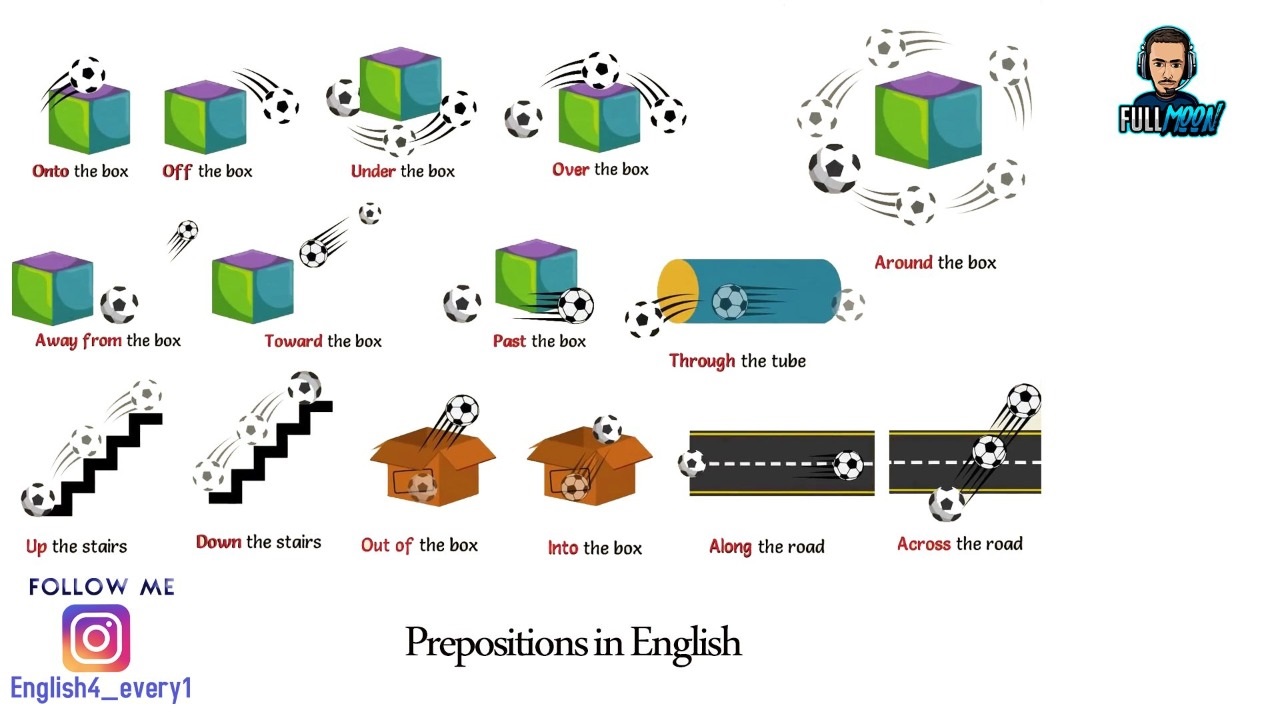 FULLMOON
Onto the box
Off the box
Under the box
Over the box
Around the box
Away from the box
Toward the box
Past the box
Through the tube
Up the stairs
Down the stairs
Out of the box
Into the box
Along the road
Across the road
FOLLOW ME
Prepositions in English
English4_every1